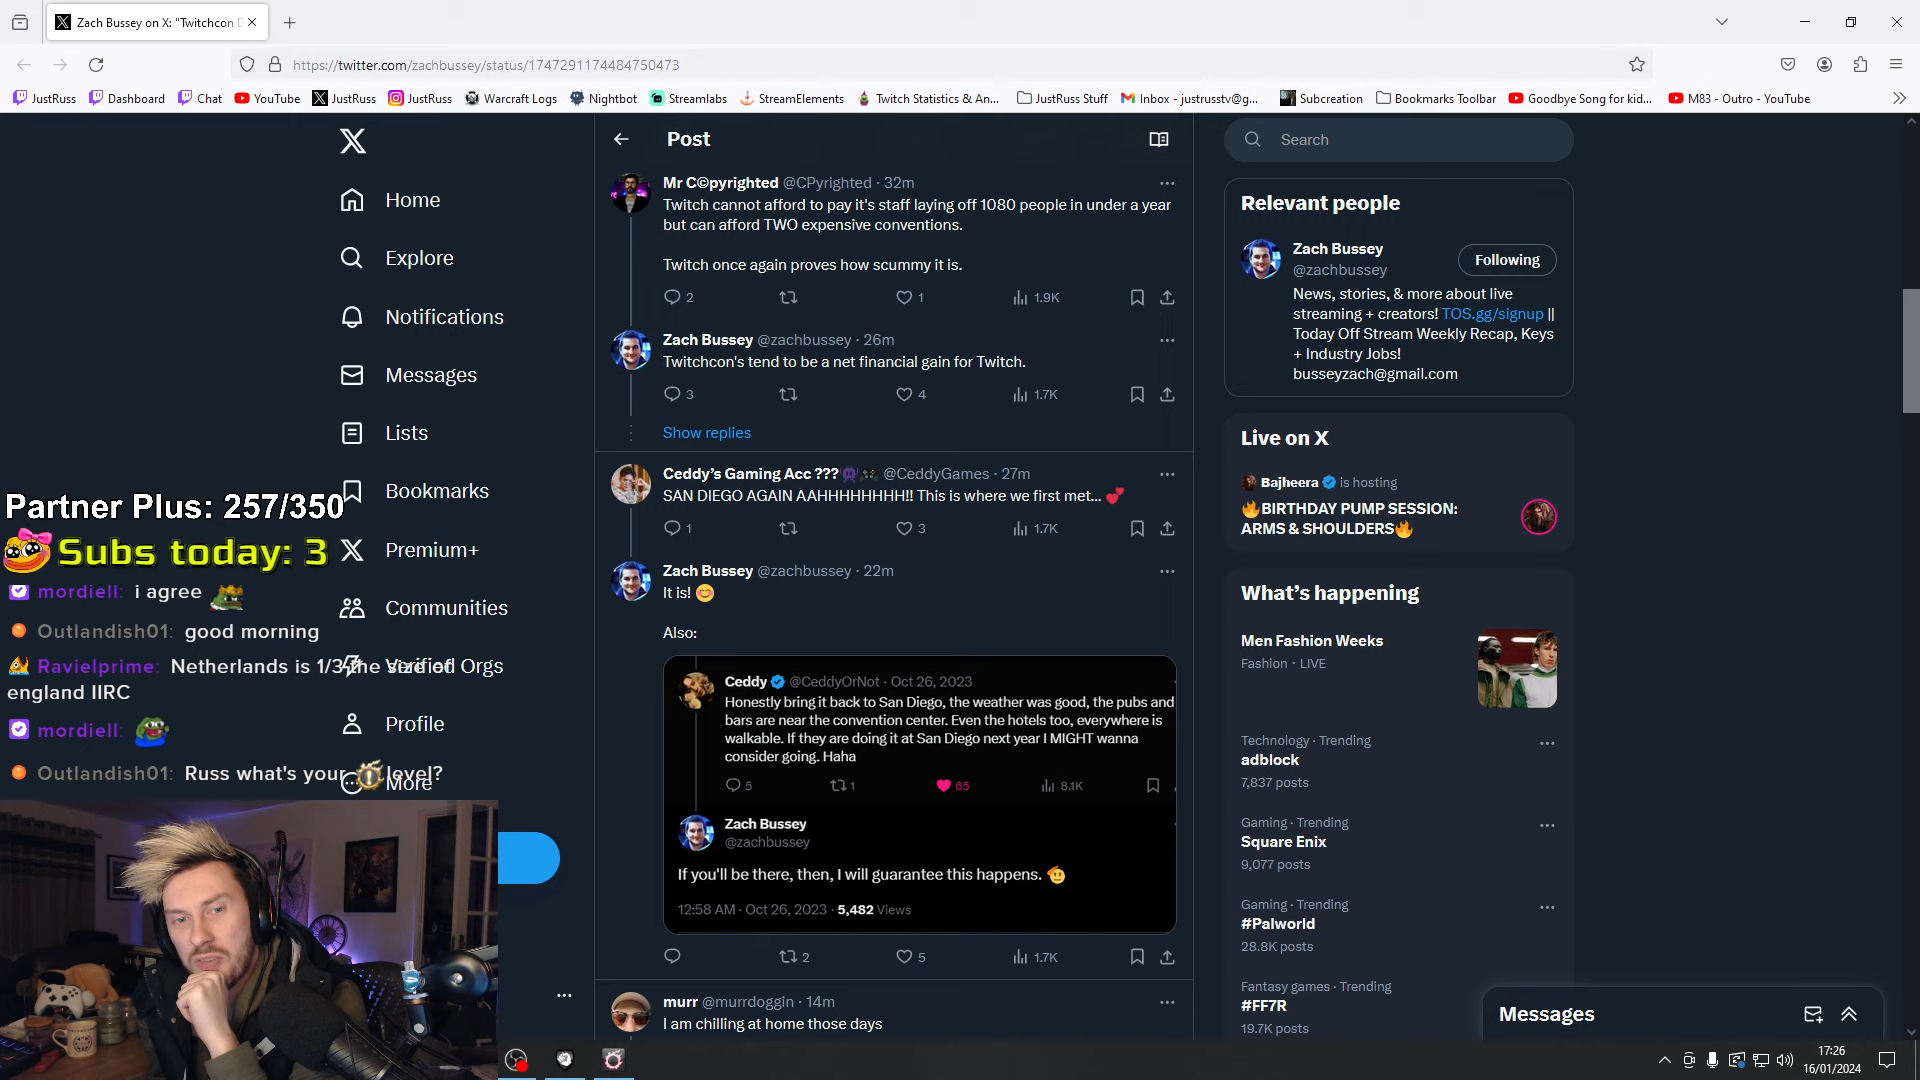 Zach Bussey on X: "Twitchcon D
https://twitter.com/zachbussey/status/1747291174484750473
JustRuss
Dashboard
Chat
YouTube
JustRuss
JustRuss
Warcraft Logs
Nightbot
Streamlabs
StreamElements
Twitch Statistics & An...
JustRuss Stuff
Inbox - justrusstv@g...
Subcreation
Bookmarks Toolbar
Goodbye Song for kid...
M83 - Outro - YouTube
Home
Explore
Notifications
Messages
Lists
Bookmarks
Premium+
Communities
Verified Orgs
Profile
More
Partner Plus: 257/350
Subs today: 3
mordiell: i agree
Outlandish01: good morning
Ravielprime: Netherlands is 1/3 the size of
england IIRC
mordiell:
Outlandish01: Russ what's your level?
Post
Mr C©pyrighted @CPyrighted · 32m
Twitch cannot afford to pay it's staff laying off 1080 people in under a year
but can afford TWO expensive conventions.
Twitch once again proves how scummy it is.
2
1
1.9K
Zach Bussey @zachbussey · 26m
Twitchcon's tend to be a net financial gain for Twitch.
3
4
1.7K
Show replies
Ceddy's Gaming Acc ???👾🎮 @CeddyGames · 27m
SAN DIEGO AGAIN AAHHHHHHHH!! This is where we first met... 💕
1
3
1.7K
Zach Bussey @zachbussey · 22m
It is! 😊
Also:
Ceddy @CeddyOrNot · Oct 26, 2023
Honestly bring it back to San Diego, the weather was good, the pubs and
bars are near the convention center. Even the hotels too, everywhere is
walkable. If they are doing it at San Diego next year I MIGHT wanna
consider going. Haha
5
1
65
8.1K
Zach Bussey
@zachbussey
If you'll be there, then, I will guarantee this happens. 🫡
12:58 AM · Oct 26, 2023 · 5,482 Views
2
5
1.7K
murr @murrdoggin · 14m
I am chilling at home those days
Search
Relevant people
Zach Bussey
@zachbussey
Following
News, stories, & more about live
streaming + creators! TOS.gg/signup ||
Today Off Stream Weekly Recap, Keys
+ Industry Jobs!
busseyzach@gmail.com
Live on X
Bajheera is hosting
🔥BIRTHDAY PUMP SESSION:
ARMS & SHOULDERS🔥
What's happening
Men Fashion Weeks
Fashion · LIVE
Technology · Trending
adblock
7,837 posts
Gaming · Trending
Square Enix
9,077 posts
Gaming · Trending
#Palworld
28.8K posts
Fantasy games · Trending
#FF7R
19.7K posts
Messages
17:26
16/01/2024